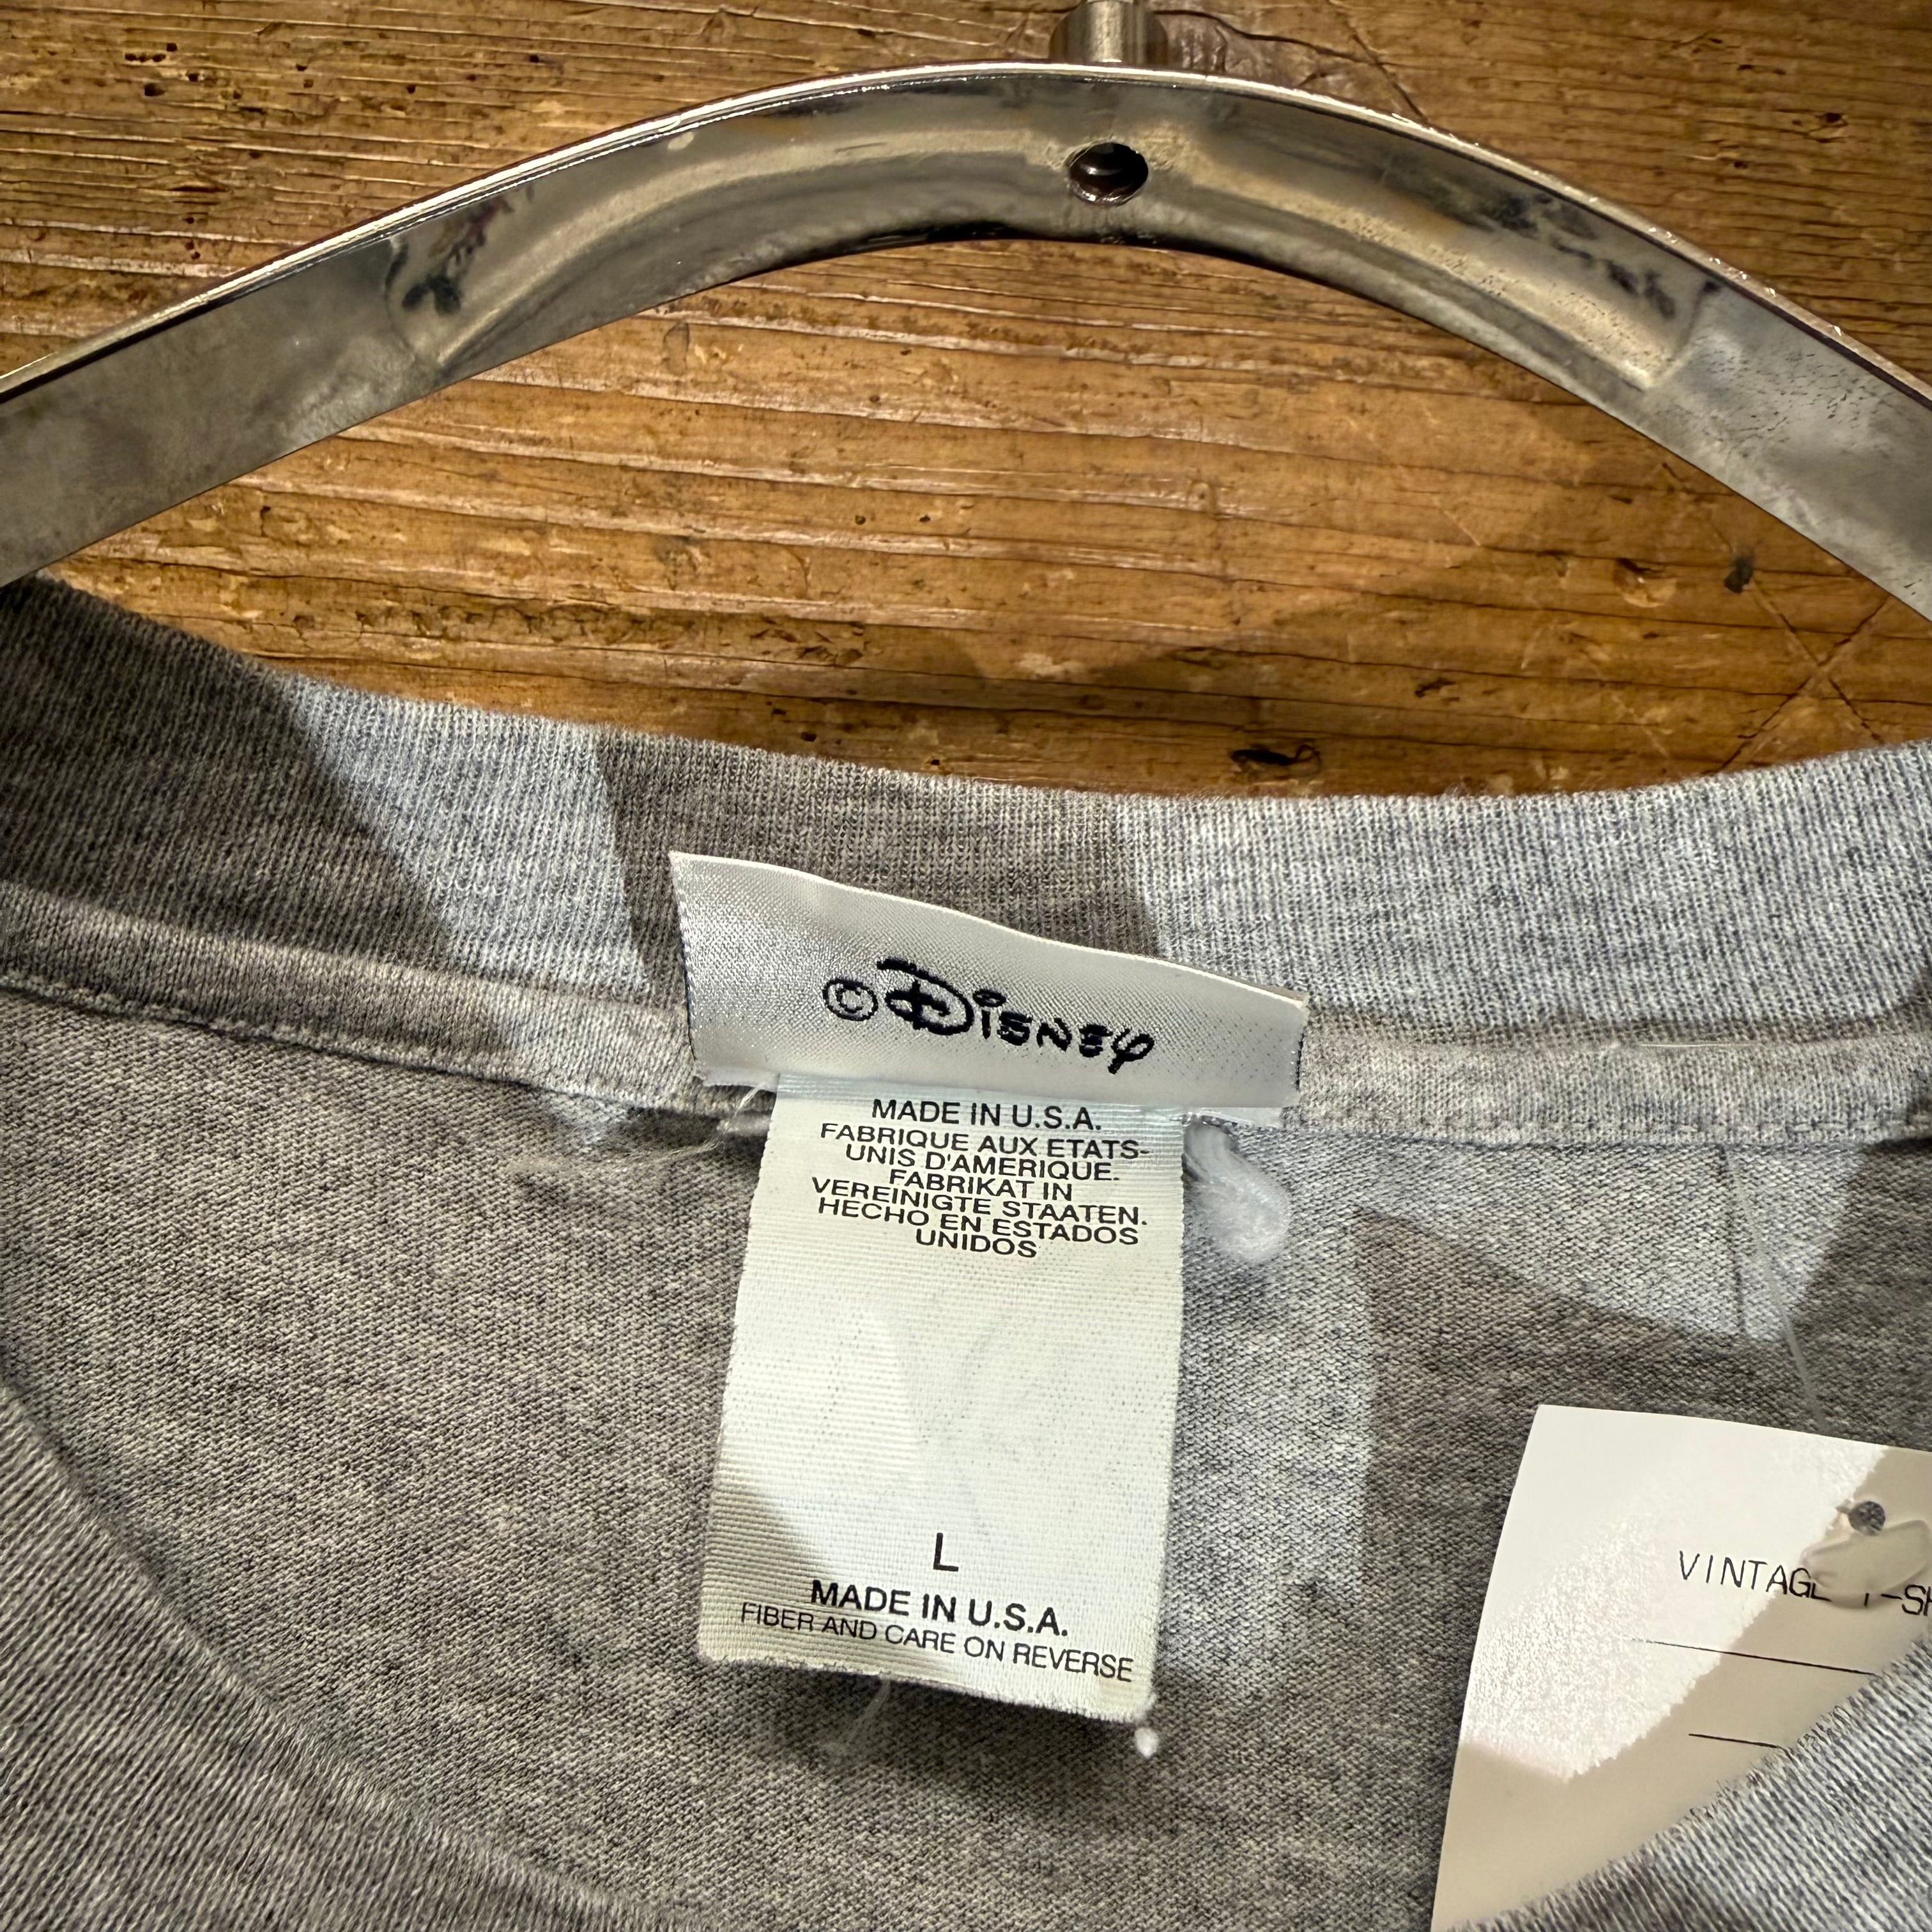 © Disney
MADE IN U.S.A.
FABRIQUE AUX ETATS-
UNIS D'AMERIQUE.
FABRIKAT IN
VEREINIGTE STAATEN.
HECHO EN ESTADOS
UNIDOS
L
MADE IN U.S.A.
FIBER AND CARE ON REVERSE
VINTAGE